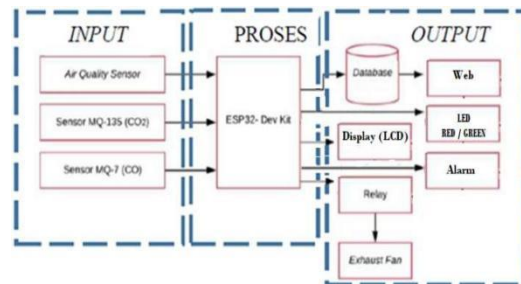 INPUT
PROSES
OUTPUT
Air Quality Sensor
Sensor MQ-135 (CO2)
Sensor MQ-7 (CO)
ESP32- Dev Kit
Database
Web
LED
RED / GREEN
Display (LCD)
Alarm
Relay
Exhaust Fan